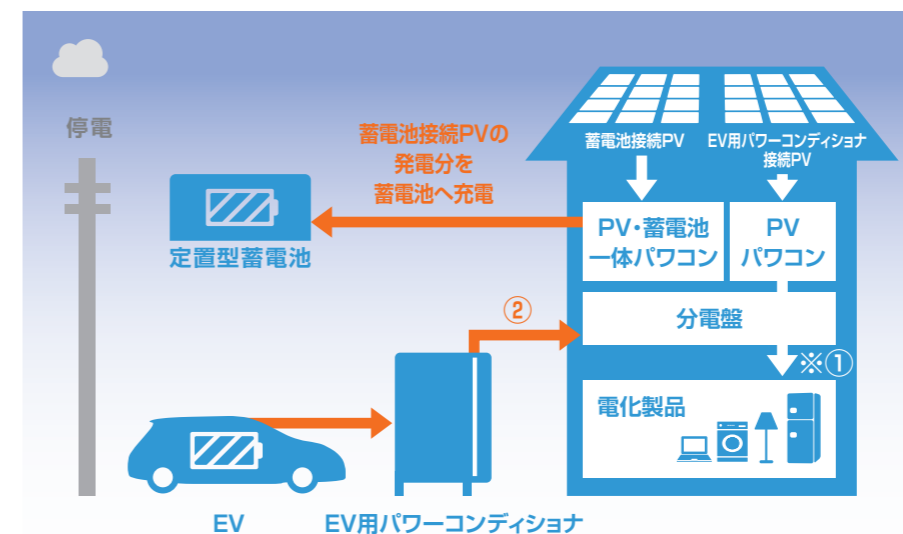 停電
蓄電池接続PVの
発電分を
蓄電池へ充電
定置型蓄電池
蓄電池接続PV
EV用パワーコンディショナ
接続PV
PV・蓄電池
一体パワコン
PV
パワコン
分電盤
②
※①
電化製品
EV
EV用パワーコンディショナ